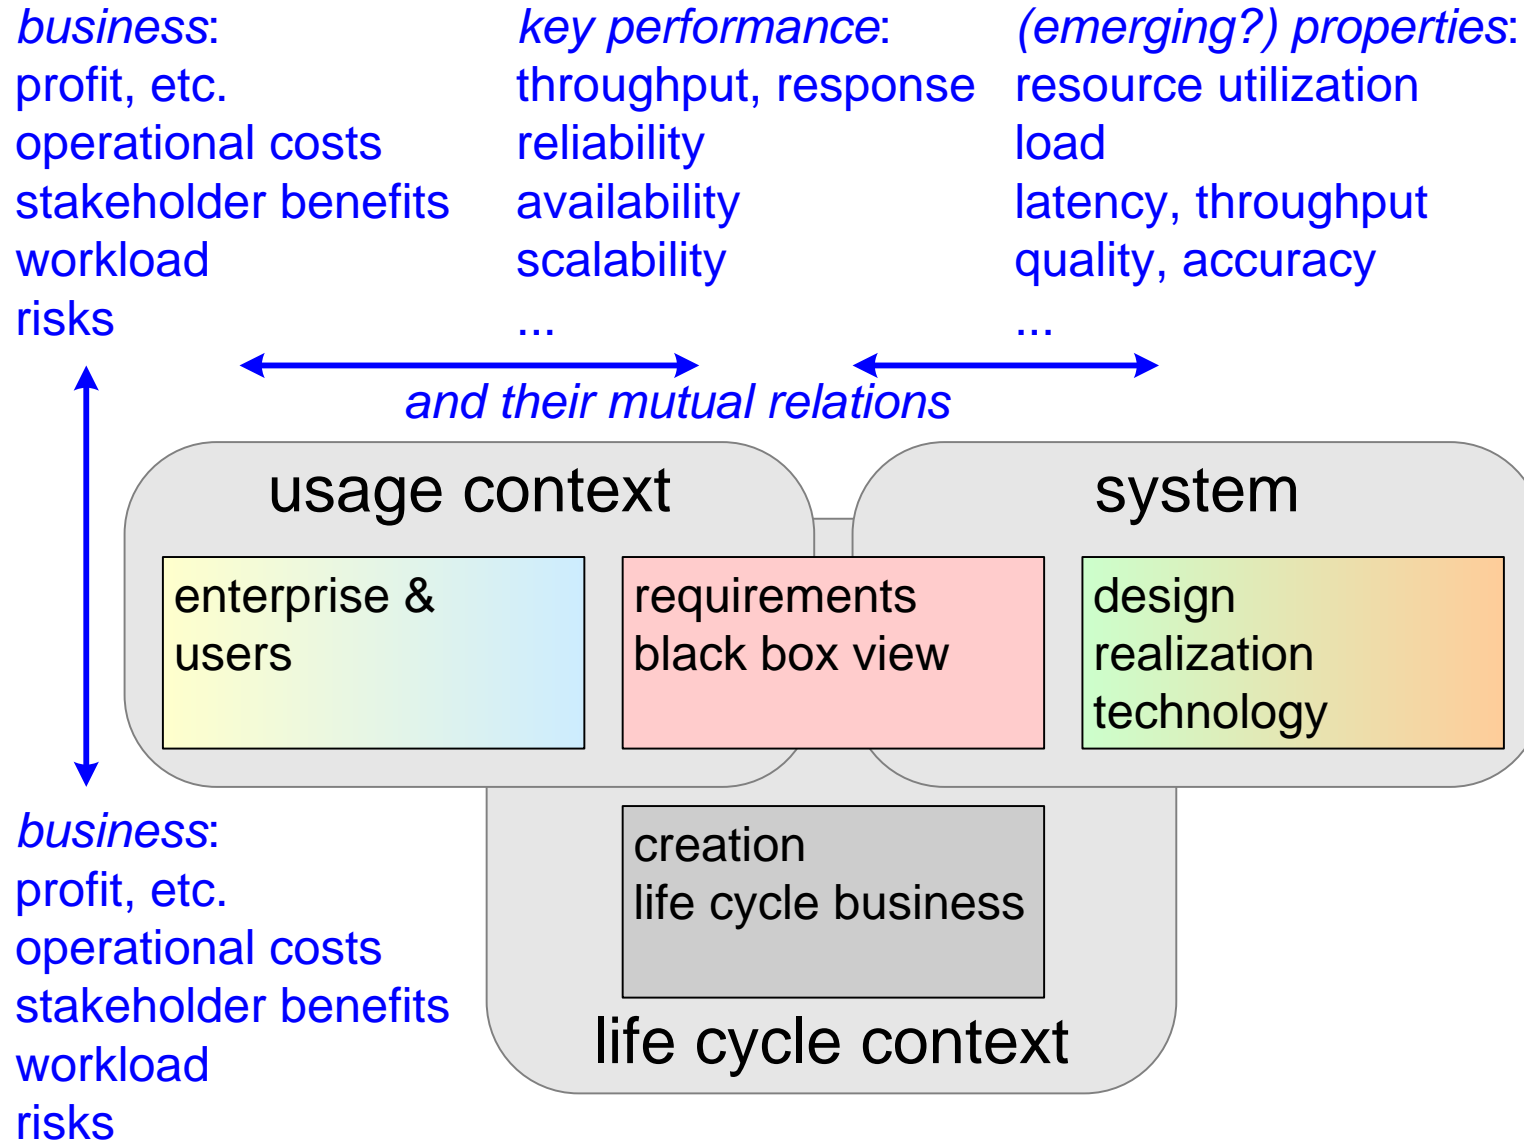 business:
profit, etc.
operational costs
stakeholder benefits
workload
risks
key performance:
throughput, response
reliability
availability
scalability
...
(emerging?) properties:
resource utilization
load
latency, throughput
quality, accuracy
...
and their mutual relations
usage context
system
enterprise &
users
requirements
black box view
design
realization
technology
creation
life cycle business
life cycle context
business:
profit, etc.
operational costs
stakeholder benefits
workload
risks